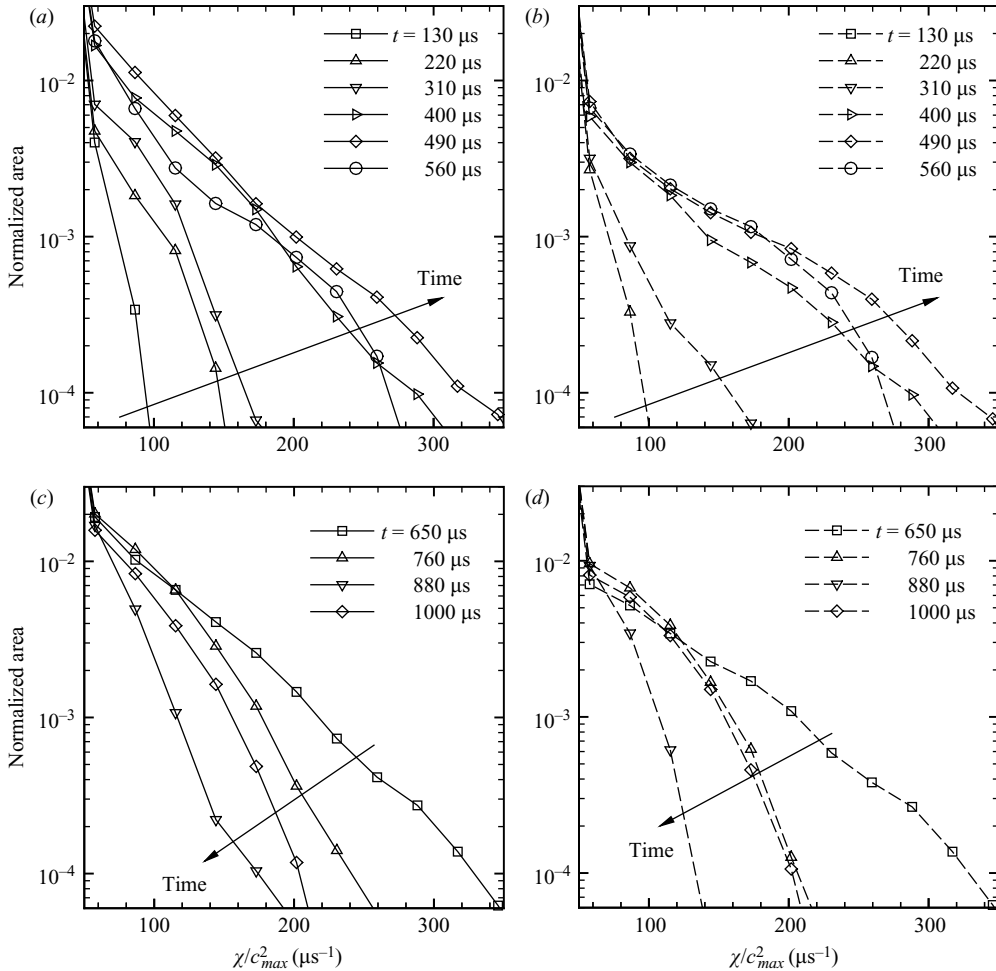 (a)
t = 130 μs
220 μs
310 μs
400 μs
490 μs
560 μs
10⁻²
10⁻³
10⁻⁴
Normalized area
Time
100
200
300
(b)
t = 130 μs
220 μs
310 μs
400 μs
490 μs
560 μs
10⁻²
10⁻³
10⁻⁴
Time
100
200
300
(c)
t = 650 μs
760 μs
880 μs
1000 μs
10⁻²
10⁻³
10⁻⁴
Normalized area
Time
100
200
300
χ/c²max (μs⁻¹)
(d)
t = 650 μs
760 μs
880 μs
1000 μs
10⁻²
10⁻³
10⁻⁴
Time
100
200
300
χ/c²max (μs⁻¹)